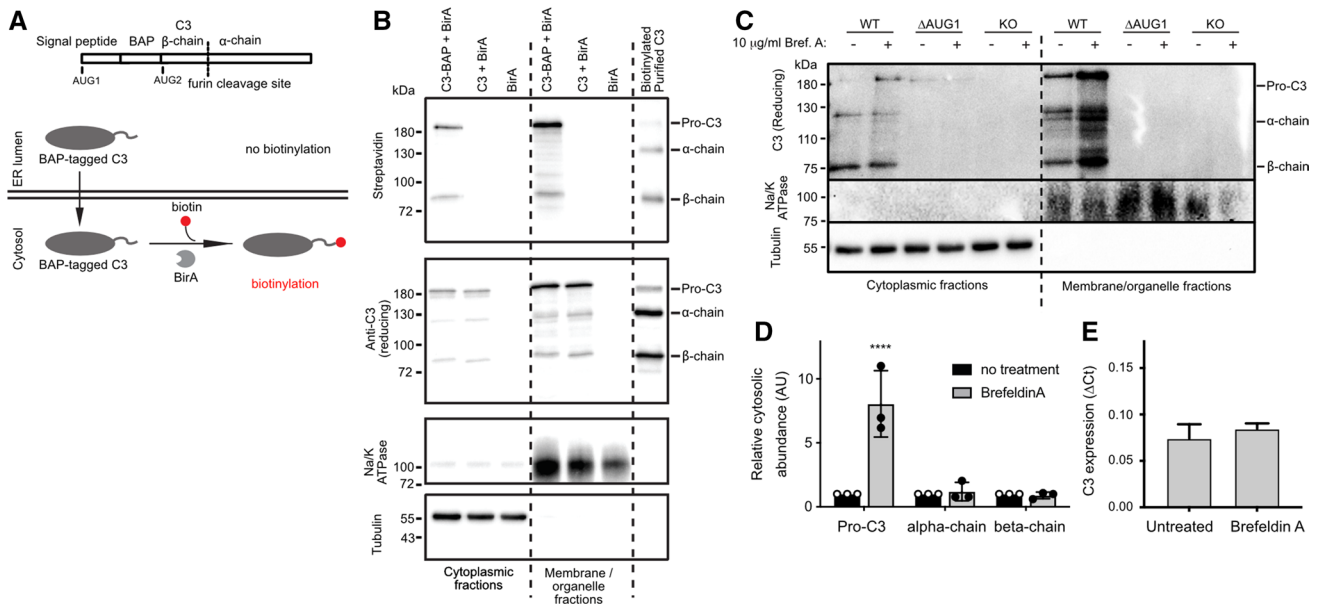 A
C3
Signal peptide BAP β-chain α-chain
AUG1 AUG2 furin cleavage site
ER lumen
BAP-tagged C3
no biotinylation
Cytosol
biotin
BAP-tagged C3
BirA
biotinylation
B
C3-BAP + BirA
C3 + BirA
BirA
C3-BAP + BirA
C3 + BirA
BirA
Biotinylated
Purified C3
kDa
Streptavidin
180
130
100
72
Pro-C3
α-chain
β-chain
Anti-C3
(reducing)
180
130
100
72
Pro-C3
α-chain
β-chain
Na/K
ATPase
100
72
Tubulin
55
43
Cytoplasmic
fractions
Membrane /
organelle
fractions
C
WT ΔAUG1 KO WT ΔAUG1 KO
10 µg/ml Bref. A: - + - + - + - + - + - +
kDa
C3 (Reducing)
180
130
110
75
Pro-C3
α-chain
β-chain
Na/K
ATPase
100
75
Tubulin
55
Cytoplasmic fractions
Membrane/organelle fractions
D
Relative cytosolic
abundance (AU)
10
5
0
****
no treatment
BrefeldinA
Pro-C3 alpha-chain beta-chain
E
C3 expression (ΔCt)
0.15
0.10
0.05
0.00
Untreated Brefeldin A